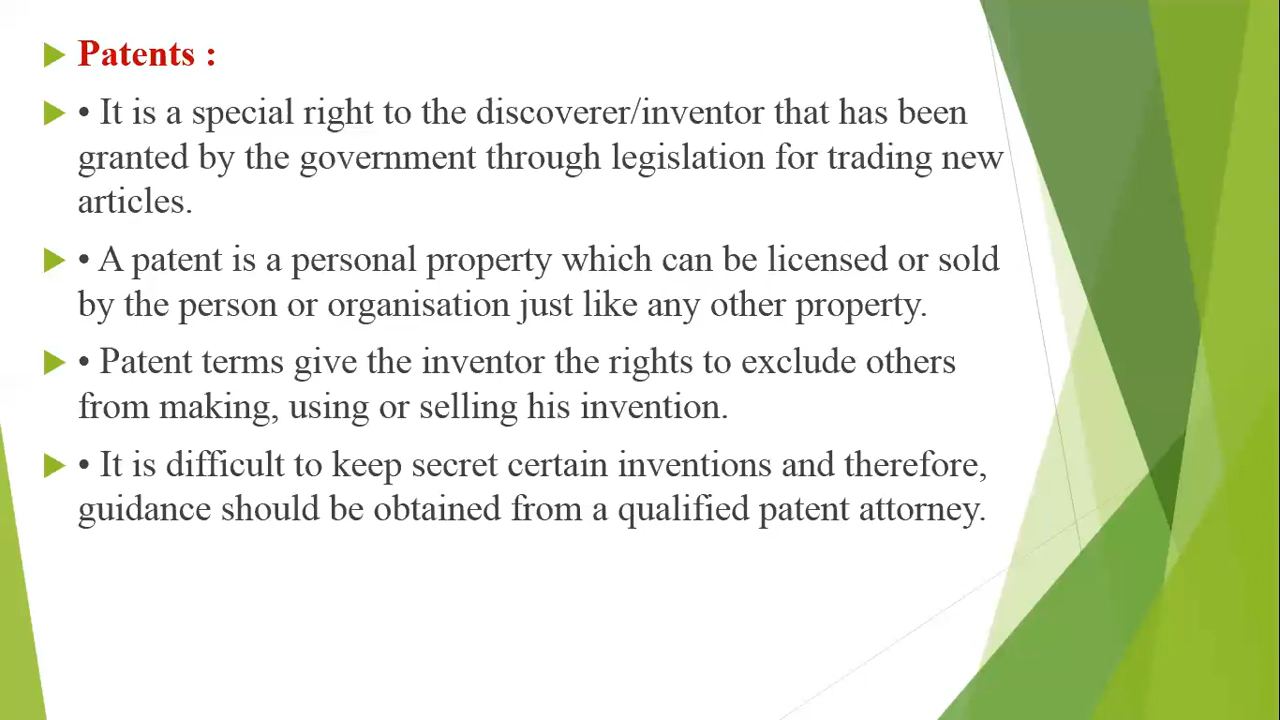 Patents :
• It is a special right to the discoverer/inventor that has been
granted by the government through legislation for trading new
articles.
• A patent is a personal property which can be licensed or sold
by the person or organisation just like any other property.
• Patent terms give the inventor the rights to exclude others
from making, using or selling his invention.
• It is difficult to keep secret certain inventions and therefore,
guidance should be obtained from a qualified patent attorney.